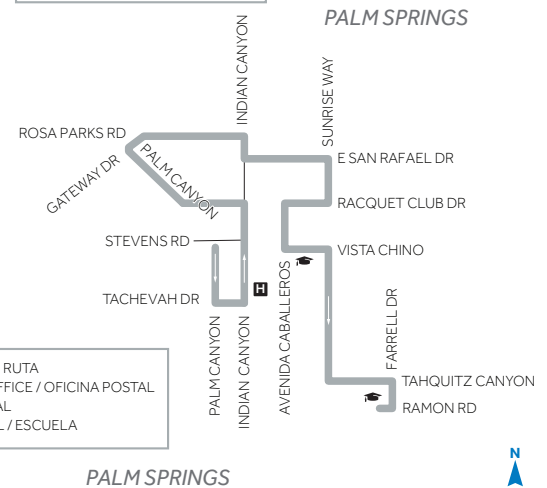 PALM SPRINGS
INDIAN CANYON
SUNRISE WAY
ROSA PARKS RD
PALM CANYON
GATEWAY DR
E SAN RAFAEL DR
RACQUET CLUB DR
STEVENS RD
VISTA CHINO
H
TACHEVAH DR
PALM CANYON
INDIAN CANYON
AVENIDA CABALLEROS
FARRELL DR
TAHQUITZ CANYON
RAMON RD
RUTA
/ OFICINA POSTAL
/ ESCUELA
PALM SPRINGS
N